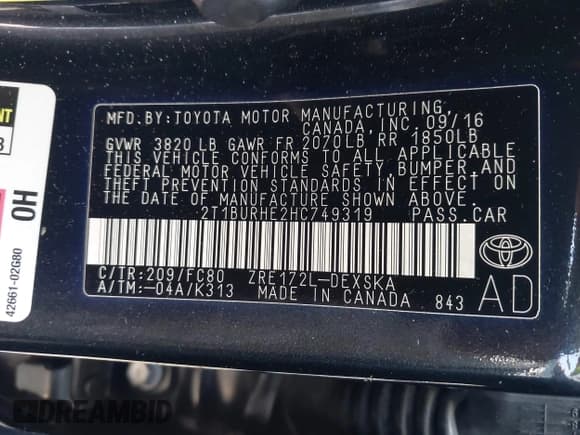 MFD.BY:TOYOTA MOTOR MANUFACTURING,
CANADA, INC. 09/16
GVWR 3820 LB GAWR FR 2070LB RR 1850LB
THIS VEHICLE CONFORMS TO ALL APPLICABLE
FEDERAL MOTOR VEHICLE SAFETY, BUMPER, AND
THEFT PREVENTION STANDARDS IN EFFECT ON
THE DATE OF MANUFACTURE SHOWN ABOVE.
2T1BURHE2HC749319 PASS.CAR
C/TR:209/FC80 ZRE172L-DEXSKA
A/TM:-04A/K313 MADE IN CANADA 843
AD
OH
42661-02G80
DREAMBID